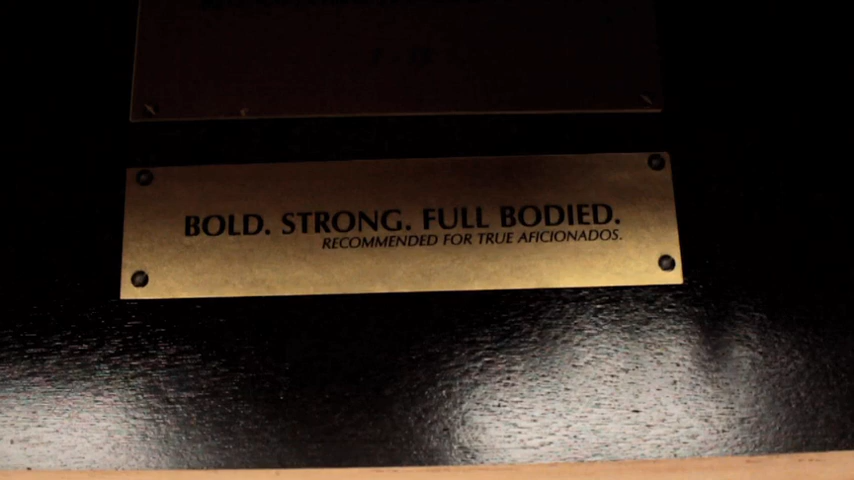 BOLD. STRONG. FULL BODIED.
RECOMMENDED FOR TRUE AFICIONADOS.